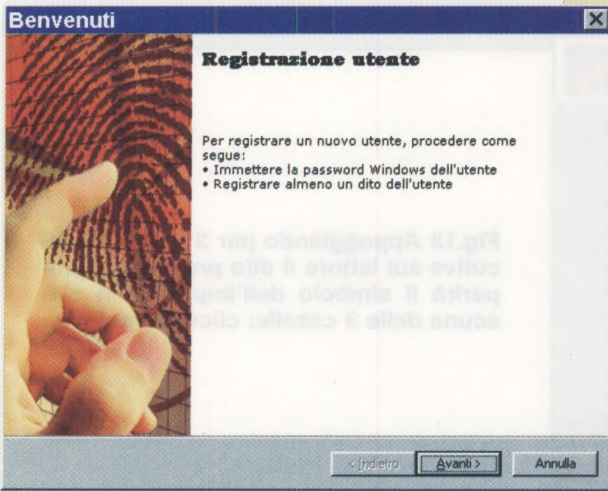 Benvenuti
Registrazione utente
Per registrare un nuovo utente, procedere come
segue:
• Immettere la password Windows dell'utente
• Registrare almeno un dito dell'utente
Fig.13 Appoggiando per 3
cutive sul lettore il dito
parirà il simbolo dell'imp
scuna delle 3 caselle: clic
< Indietro
Avanti >
Annulla